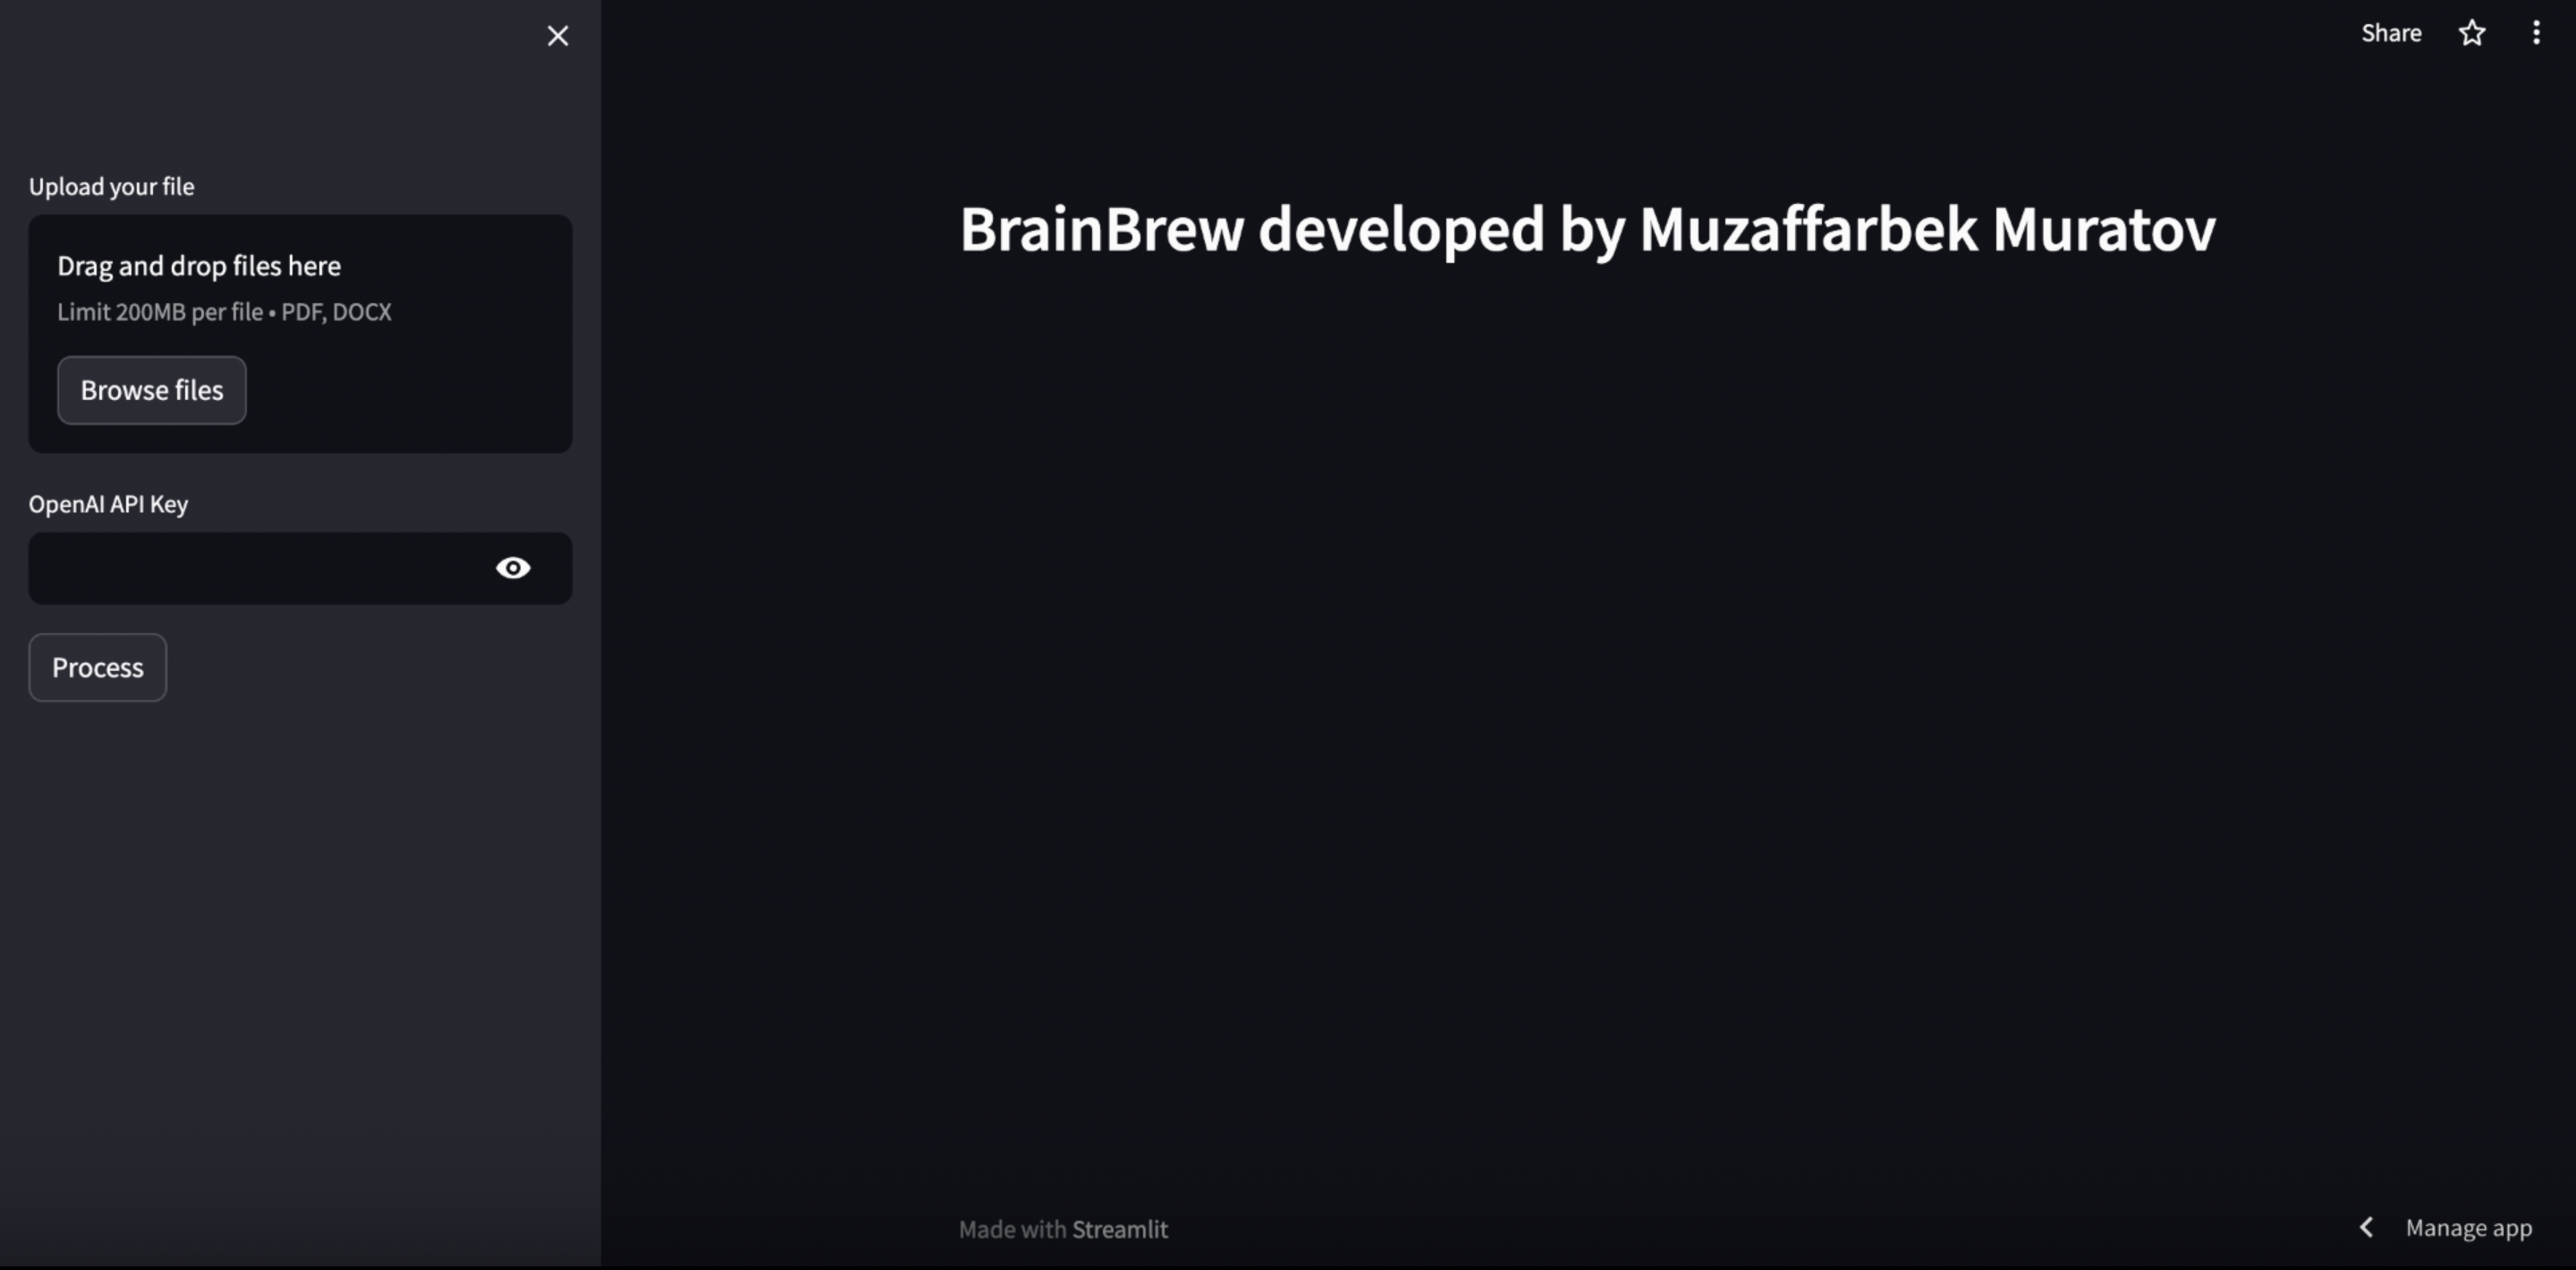 Share
Upload your file
Drag and drop files here
Limit 200MB per file • PDF, DOCX
Browse files
OpenAI API Key
Process
BrainBrew developed by Muzaffarbek Muratov
Made with Streamlit
Manage app